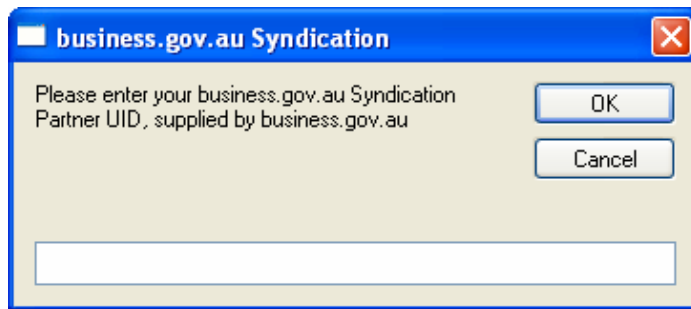 business.gov.au Syndication
Please enter your business.gov.au Syndication
Partner UID, supplied by business.gov.au
OK
Cancel